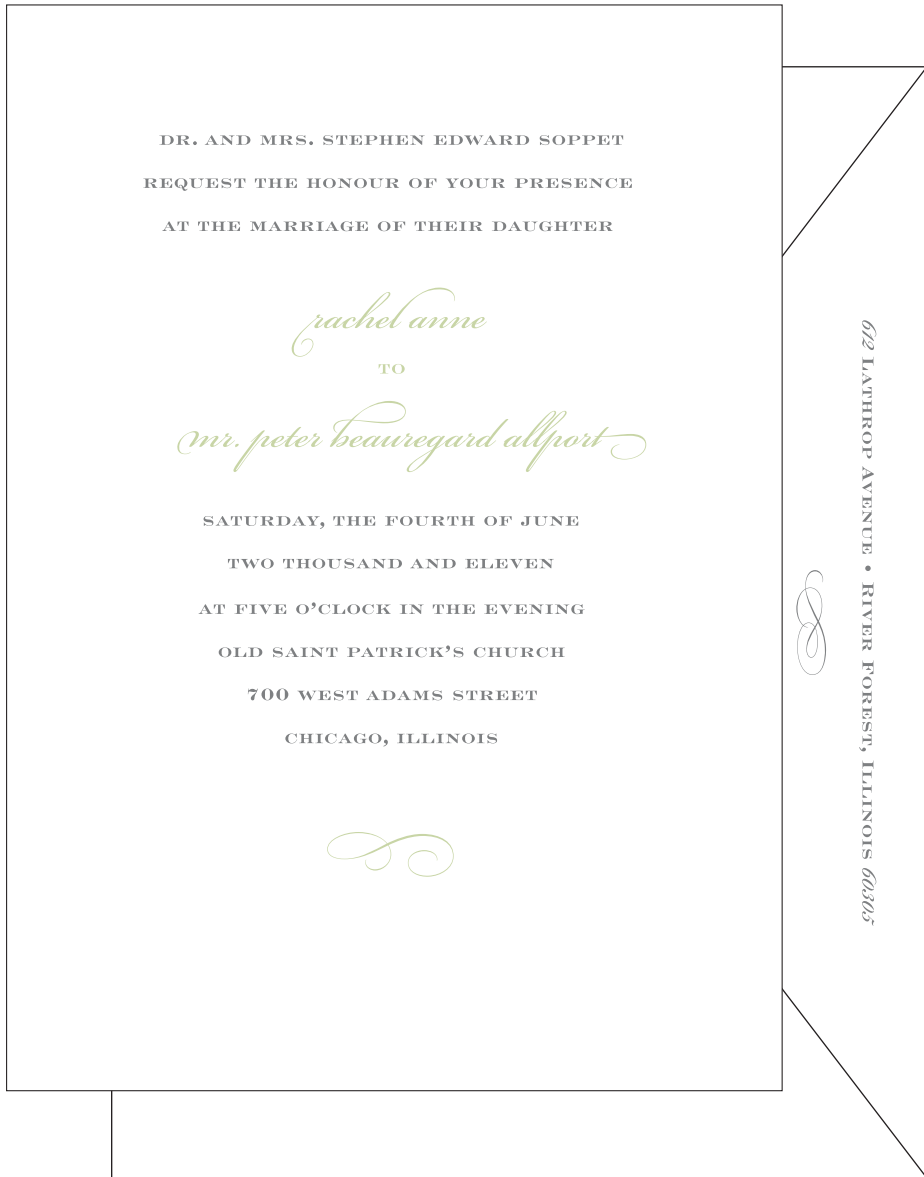 DR. AND MRS. STEPHEN EDWARD SOPPET
REQUEST THE HONOUR OF YOUR PRESENCE
AT THE MARRIAGE OF THEIR DAUGHTER
rachel anne
TO
mr. peter beauregard allport
SATURDAY, THE FOURTH OF JUNE
TWO THOUSAND AND ELEVEN
AT FIVE O’CLOCK IN THE EVENING
OLD SAINT PATRICK’S CHURCH
700 WEST ADAMS STREET
CHICAGO, ILLINOIS
612 LATHROP AVENUE • RIVER FOREST, ILLINOIS 60305